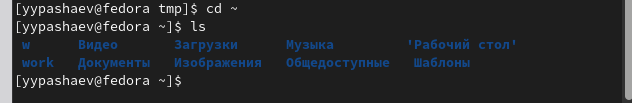 [yypashaev@fedora tmp]$ cd ~
[yypashaev@fedora ~]$ ls
w Видео Загрузки Музыка 'Рабочий стол'
work Документы Изображения Общедоступные Шаблоны
[yypashaev@fedora ~]$